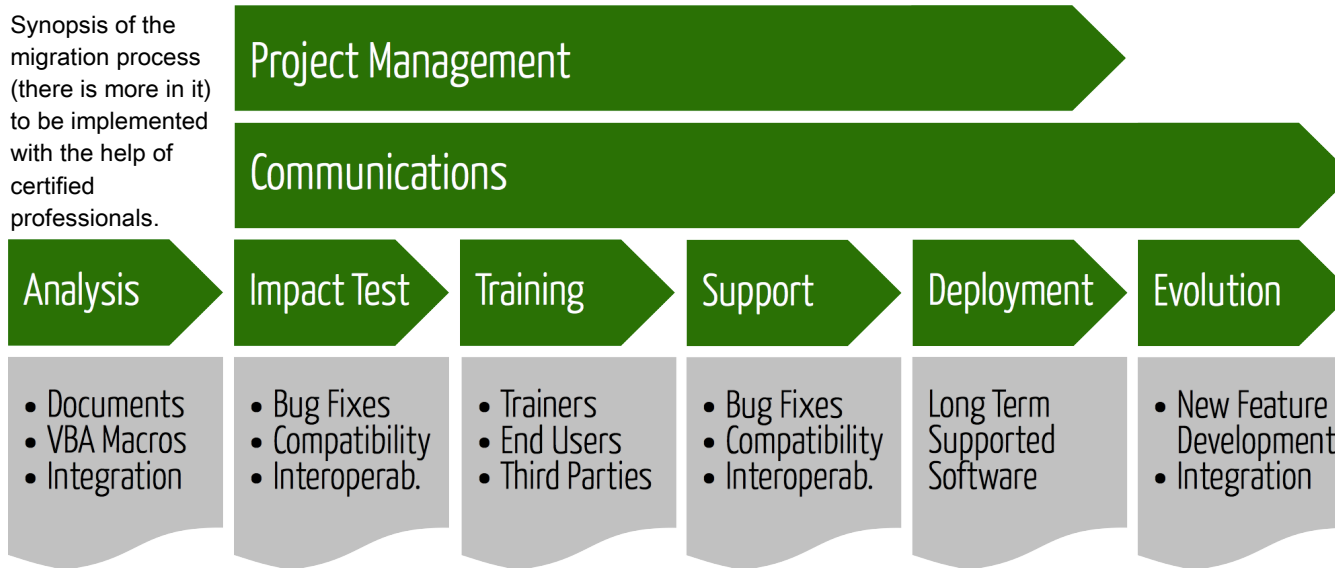 Synopsis of the
migration process
(there is more in it)
to be implemented
with the help of
certified
professionals.
Project Management
Communications
Analysis
Impact Test
Training
Support
Deployment
Evolution
• Documents
• VBA Macros
• Integration
• Bug Fixes
• Compatibility
• Interoperab.
• Trainers
• End Users
• Third Parties
• Bug Fixes
• Compatibility
• Interoperab.
Long Term
Supported
Software
• New Feature
Development
• Integration